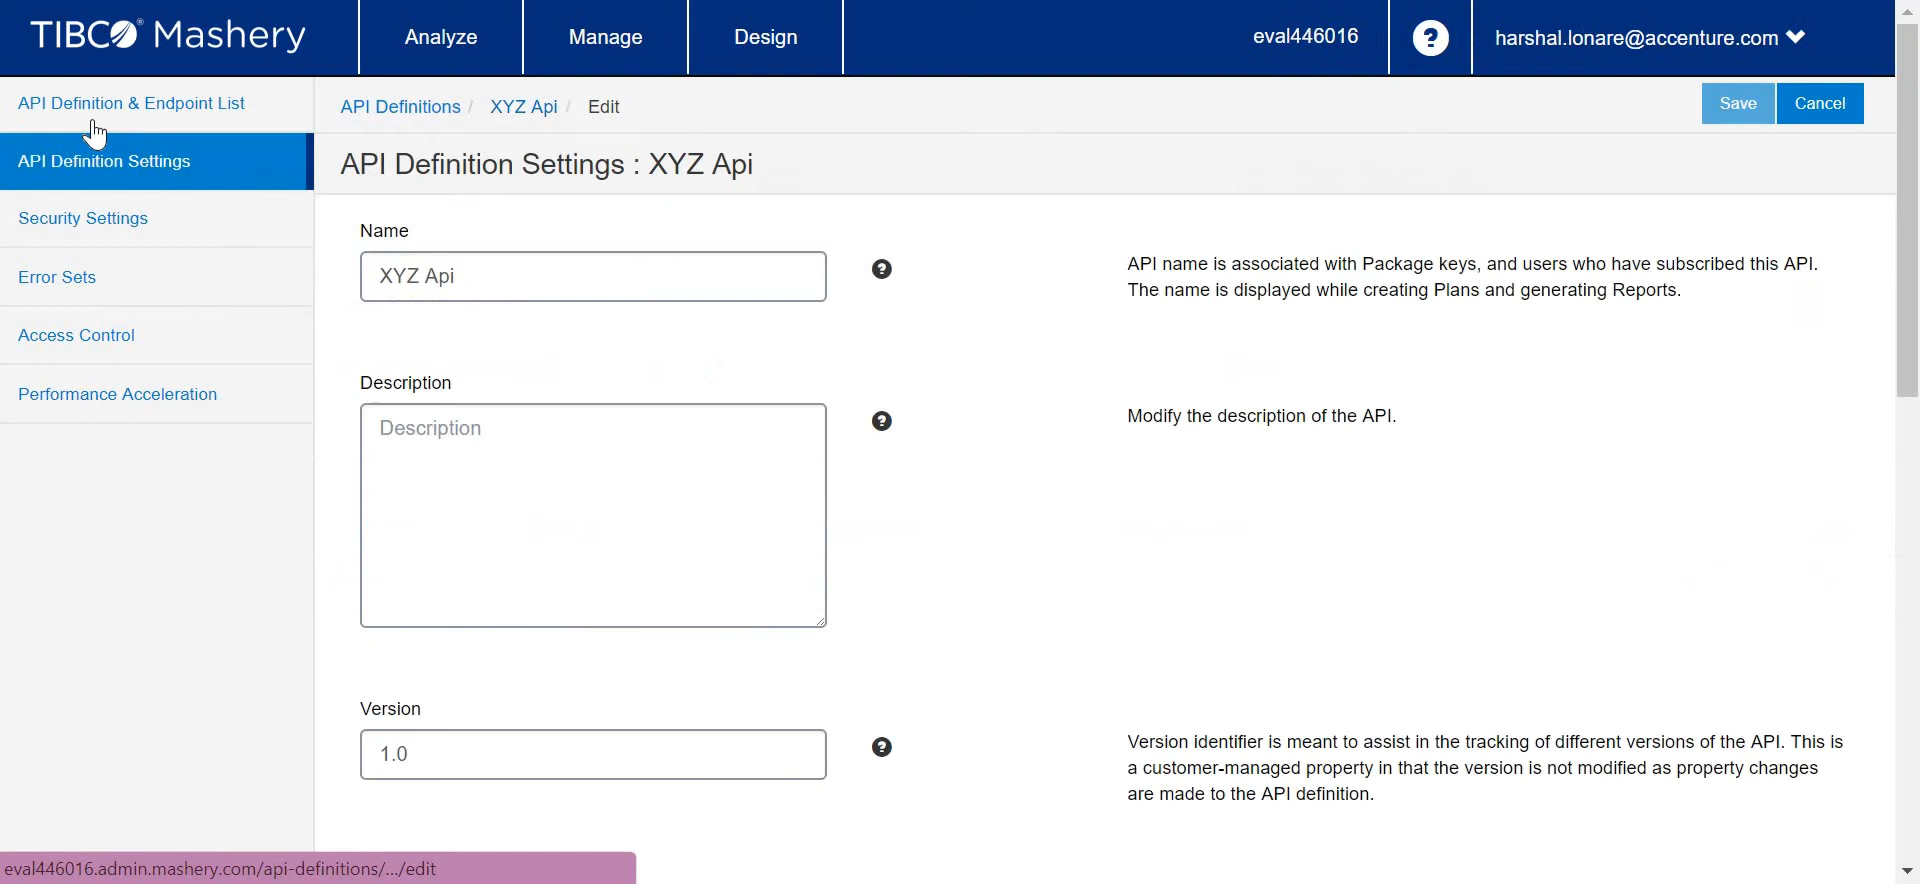 TIBCO® Mashery
Analyze
Manage
Design
eval446016
?
harshal.lonare@accenture.com
API Definition & Endpoint List
API Definition Settings
Security Settings
Error Sets
Access Control
Performance Acceleration
API Definitions / XYZ Api / Edit
Save
Cancel
API Definition Settings : XYZ Api
Name
XYZ Api
?
API name is associated with Package keys, and users who have subscribed this API.
The name is displayed while creating Plans and generating Reports.
Description
Description
?
Modify the description of the API.
Version
1.0
?
Version identifier is meant to assist in the tracking of different versions of the API. This is
a customer-managed property in that the version is not modified as property changes
are made to the API definition.
eval446016.admin.mashery.com/api-definitions/.../edit